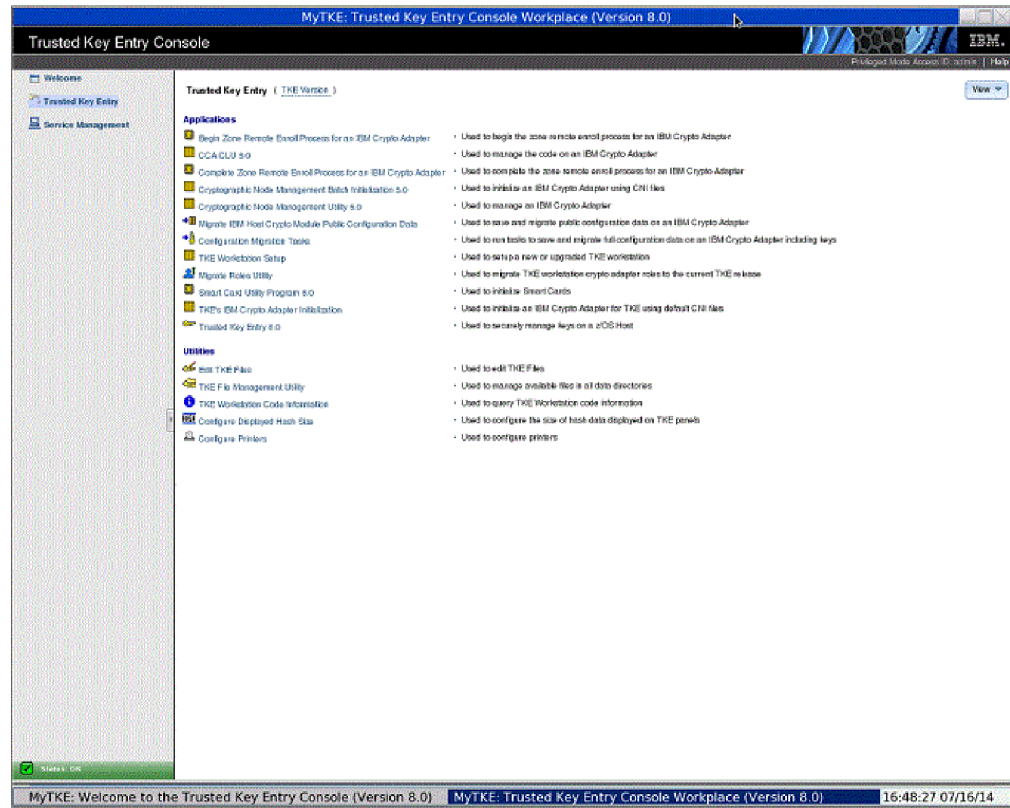 MyTKE: Trusted Key Entry Console Workplace (Version 8.0)
Trusted Key Entry Console
IBM.
Privileged Mode Access ID: admin | Help
Welcome
Trusted Key Entry
Service Management
Trusted Key Entry ( TKE Version )
View
Applications
Begin Zone Remote Enroll Process for an IBM Crypto Adapter · Used to begin the zone remote enroll process for an IBM Crypto Adapter
CCA CLU 5.0 · Used to manage the code on an IBM Crypto Adapter
Complete Zone Remote Enroll Process for an IBM Crypto Adapter · Used to complete the zone remote enroll process for an IBM Crypto Adapter
Cryptographic Node Management Batch Initialization 5.0 · Used to initialize an IBM Crypto Adapter using CNI files
Cryptographic Node Management Utility 5.0 · Used to manage an IBM Crypto Adapter
Migrate IBM Host Crypto Module Public Configuration Data · Used to save and migrate public configuration data on an IBM Crypto Adapter
Configuration Migration Tasks · Used to run tasks to save and migrate full configuration data on an IBM Crypto Adapter including keys
TKE Workstation Setup · Used to setup a new or upgraded TKE workstation
Migrate Roles Utility · Used to migrate TKE workstation crypto adapter roles to the current TKE release
Smart Card Utility Program 8.0 · Used to initialize Smart Cards
TKE's IBM Crypto Adapter Initialization · Used to initialize an IBM Crypto Adapter for TKE using default CNI files
Trusted Key Entry 8.0 · Used to securely manage keys on a z/OS Host
Utilities
Edit TKE Files · Used to edit TKE Files
TKE File Management Utility · Used to manage available files in all data directories
TKE Workstation Code Information · Used to query TKE Workstation code information
Configure Displayed Hash Size · Used to configure the size of hash data displayed on TKE panels
Configure Printers · Used to configure printers
Status: OK
MyTKE: Welcome to the Trusted Key Entry Console (Version 8.0) MyTKE: Trusted Key Entry Console Workplace (Version 8.0) 16:48:27 07/16/14